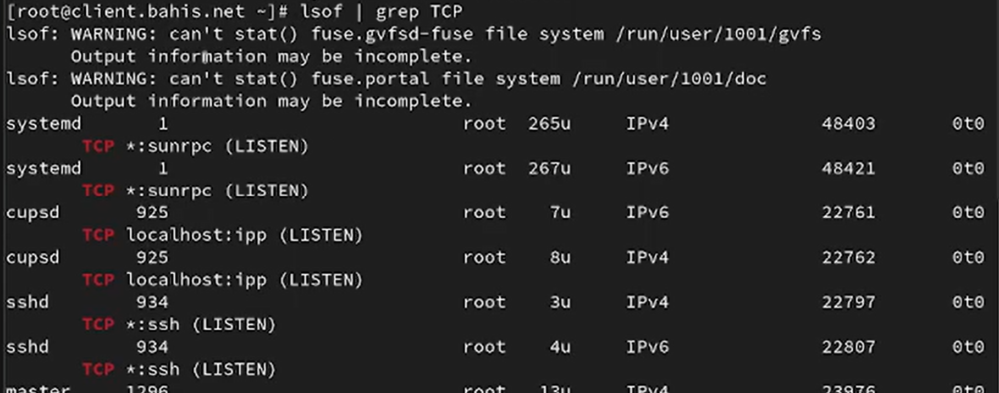 [root@client.bahis.net ~]# lsof | grep TCP
lsof: WARNING: can't stat() fuse.gvfsd-fuse file system /run/user/1001/gvfs
      Output information may be incomplete.
lsof: WARNING: can't stat() fuse.portal file system /run/user/1001/doc
      Output information may be incomplete.
systemd       1                           root  265u     IPv4              48403       0t0
       TCP *:sunrpc (LISTEN)
systemd       1                           root  267u     IPv6              48421       0t0
       TCP *:sunrpc (LISTEN)
cupsd       925                           root    7u     IPv6              22761       0t0
       TCP localhost:ipp (LISTEN)
cupsd       925                           root    8u     IPv4              22762       0t0
       TCP localhost:ipp (LISTEN)
sshd        934                           root    3u     IPv4              22797       0t0
       TCP *:ssh (LISTEN)
sshd        934                           root    4u     IPv6              22807       0t0
       TCP *:ssh (LISTEN)
master     1296                           root   13u     IPv4              23976       0t0